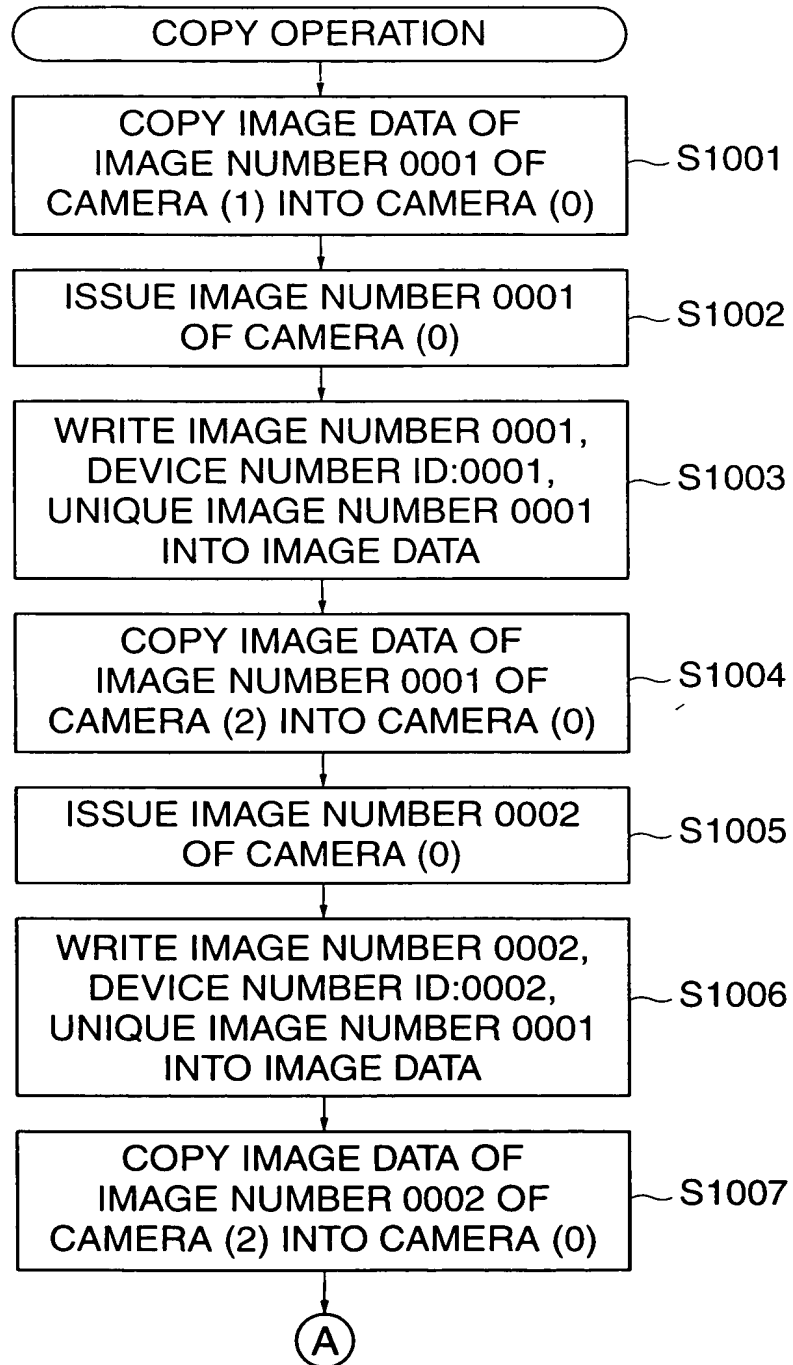 COPY OPERATION
COPY IMAGE DATA OF
IMAGE NUMBER 0001 OF
CAMERA (1) INTO CAMERA (0)
S1001
ISSUE IMAGE NUMBER 0001
OF CAMERA (0)
S1002
WRITE IMAGE NUMBER 0001,
DEVICE NUMBER ID:0001,
UNIQUE IMAGE NUMBER 0001
INTO IMAGE DATA
S1003
COPY IMAGE DATA OF
IMAGE NUMBER 0001 OF
CAMERA (2) INTO CAMERA (0)
S1004
ISSUE IMAGE NUMBER 0002
OF CAMERA (0)
S1005
WRITE IMAGE NUMBER 0002,
DEVICE NUMBER ID:0002,
UNIQUE IMAGE NUMBER 0001
INTO IMAGE DATA
S1006
COPY IMAGE DATA OF
IMAGE NUMBER 0002 OF
CAMERA (2) INTO CAMERA (0)
S1007
A